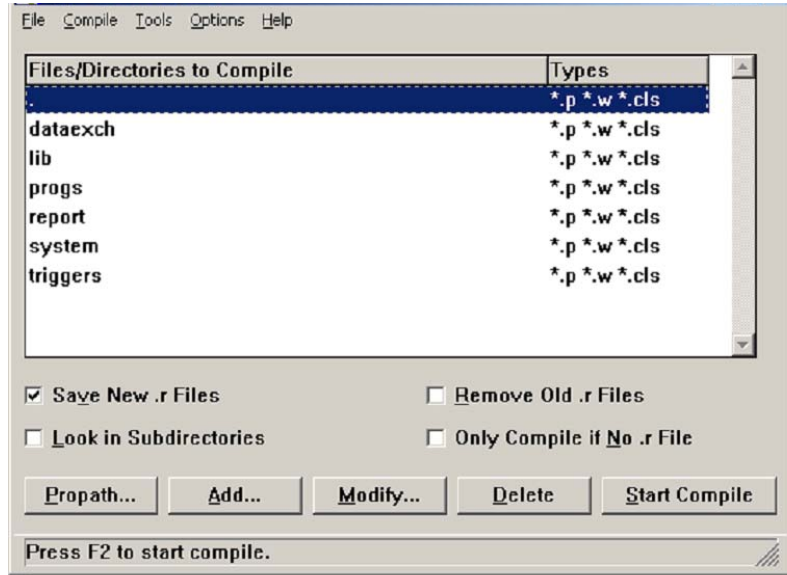 File Compile Tools Options Help
Files/Directories to Compile Types
. *.p *.w *.cls
dataexch *.p *.w *.cls
lib *.p *.w *.cls
progs *.p *.w *.cls
report *.p *.w *.cls
system *.p *.w *.cls
triggers *.p *.w *.cls
Save New .r Files Remove Old .r Files
Look in Subdirectories Only Compile if No .r File
Propath... Add... Modify... Delete Start Compile
Press F2 to start compile.